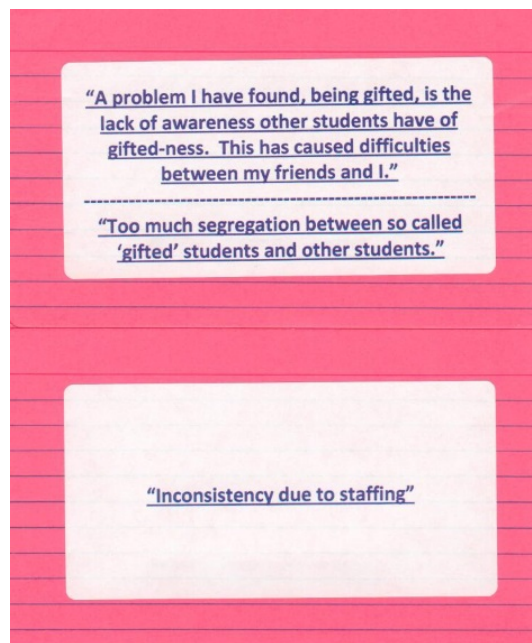 “A problem I have found, being gifted, is the
lack of awareness other students have of
gifted-ness.  This has caused difficulties
between my friends and I.”
--------------------------------------------------------
“Too much segregation between so called
‘gifted’ students and other students.”
“Inconsistency due to staffing”